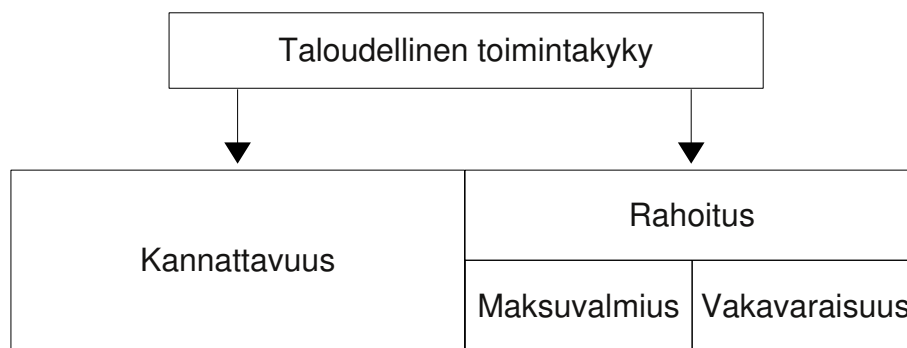 Taloudellinen toimintakyky
Kannattavuus
Rahoitus
Maksuvalmius
Vakavaraisuus